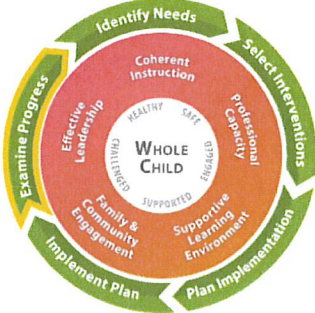 Identify Needs
Select Interventions
Plan Implementation
Implement Plan
Examine Progress
Coherent
Instruction
Professional
Capacity
Supportive
Learning
Environment
Family &
Community
Engagement
Effective
Leadership
HEALTHY
SAFE
ENGAGED
SUPPORTED
CHALLENGED
WHOLE
CHILD